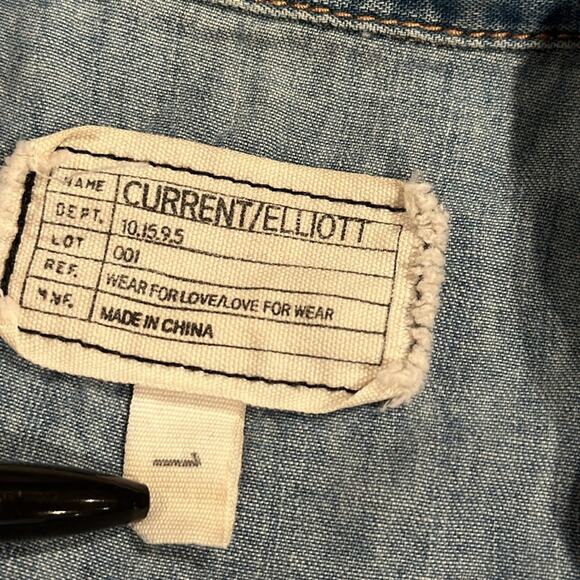 NAME CURRENT/ELLIOTT
DEPT. 10.15.9.5
LOT 001
REF. WEAR FOR LOVE/LOVE FOR WEAR
MNF. MADE IN CHINA
1